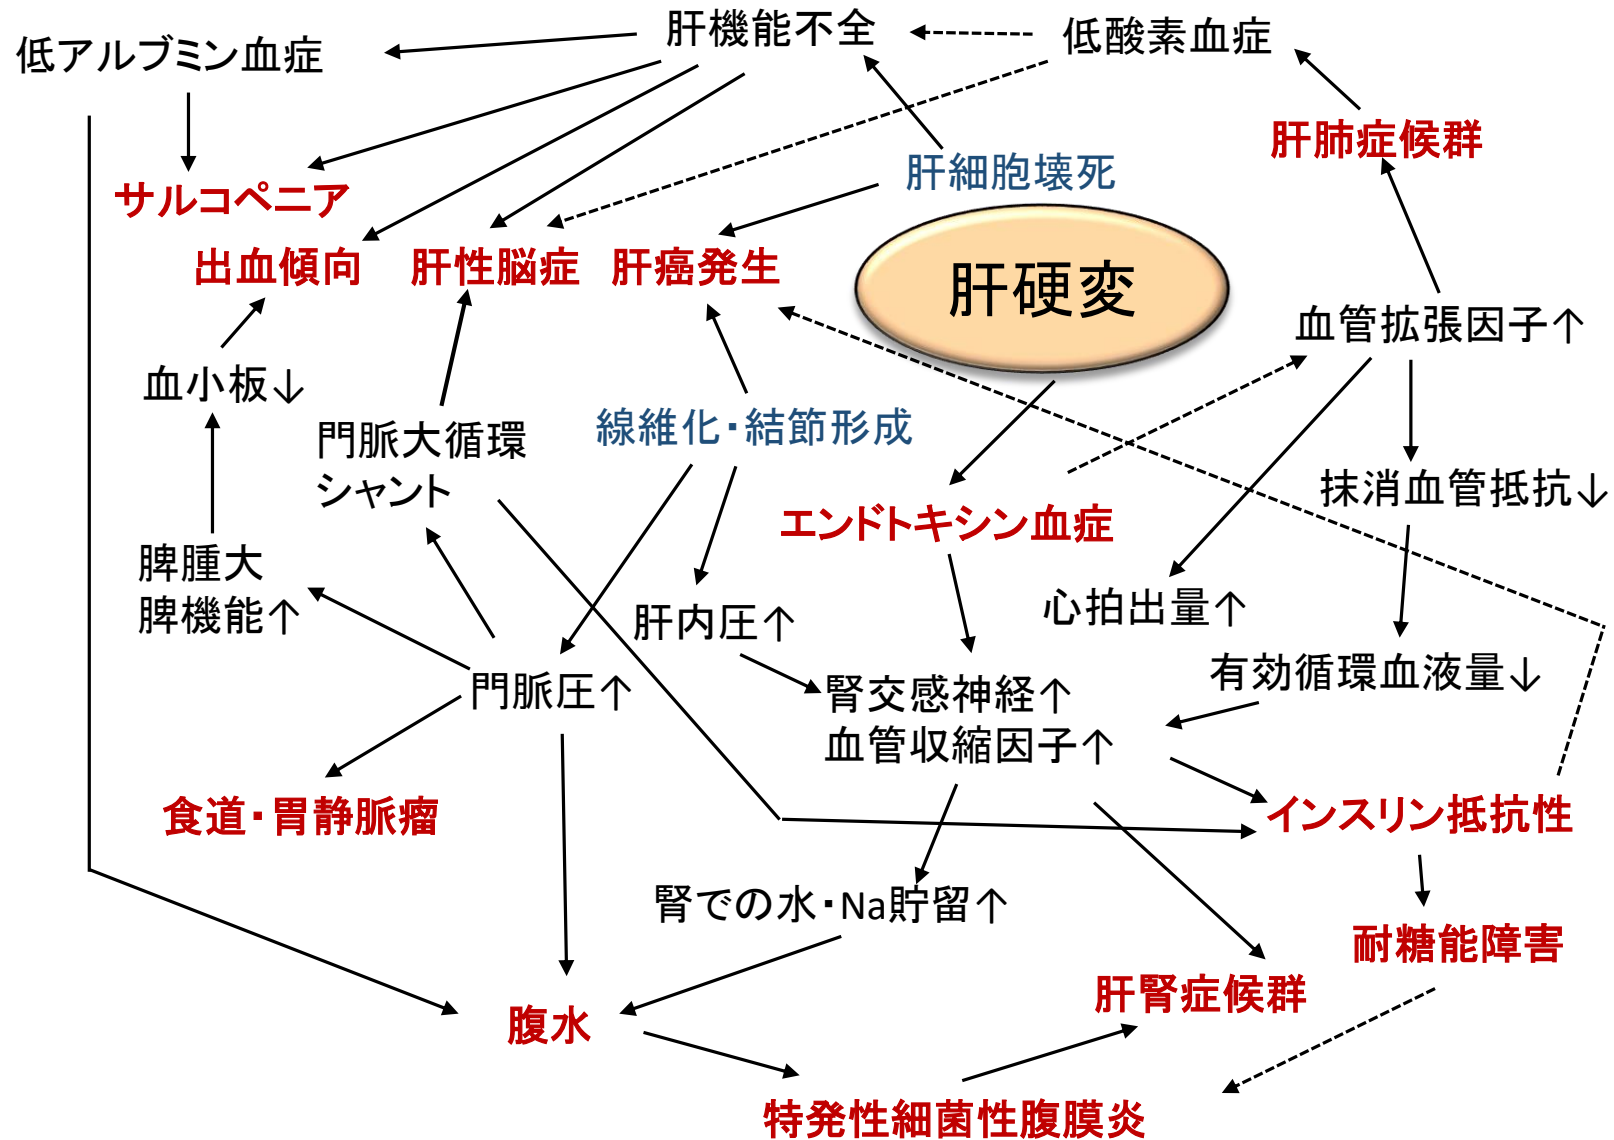 肝機能不全
低酸素血症
低アルブミン血症
肝肺症候群
肝細胞壊死
サルコペニア
出血傾向
肝性脳症
肝癌発生
肝硬変
血管拡張因子↑
血小板↓
線維化・結節形成
門脈大循環
シャント
抹消血管抵抗↓
エンドトキシン血症
脾腫大
脾機能↑
肝内圧↑
心拍出量↑
有効循環血液量↓
門脈圧↑
腎交感神経↑
血管収縮因子↑
食道・胃静脈瘤
インスリン抵抗性
腎での水・Na貯留↑
耐糖能障害
肝腎症候群
腹水
特発性細菌性腹膜炎